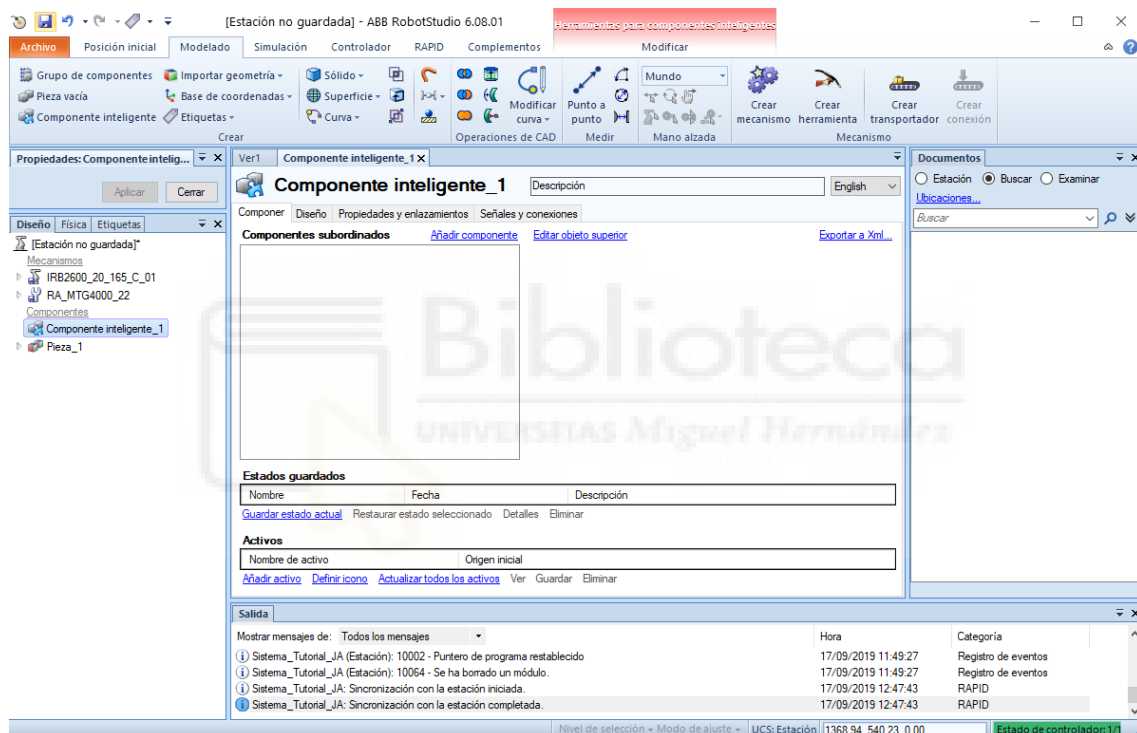 [Estación no guardada] - ABB RobotStudio 6.08.01
Herramientas para componentes inteligentes
Archivo Posición inicial Modelado Simulación Controlador RAPID Complementos Modificar
Grupo de componentes Importar geometría Sólido Mundo
Pieza vacía Base de coordenadas Superficie
Componente inteligente Etiquetas Curva
Modificar curva Punto a punto Crear mecanismo Crear herramienta Crear transportador Crear conexión
Crear Operaciones de CAD Medir Mano alzada Mecanismo
Propiedades: Componente intelig...
Aplicar Cerrar
Diseño Física Etiquetas
[Estación no guardada]*
Mecanismos
IRB2600_20_165_C_01
RA_MTG4000_22
Componentes
Componente inteligente_1
Pieza_1
Ver1 Componente inteligente_1
Componente inteligente_1 Descripción English
Componer Diseño Propiedades y enlazamientos Señales y conexiones
Componentes subordinados Añadir componente Editar objeto superior Exportar a Xml...
Biblioteca
UNIVERSITAS Miguel Hernández
Estados guardados
Nombre Fecha Descripción
Guardar estado actual Restaurar estado seleccionado Detalles Eliminar
Activos
Nombre de activo Origen inicial
Añadir activo Definir icono Actualizar todos los activos Ver Guardar Eliminar
Documentos
Estación Buscar Examinar
Ubicaciones...
Buscar
Salida
Mostrar mensajes de: Todos los mensajes Hora Categoría
Sistema_Tutorial_JA (Estación): 10002 - Puntero de programa restablecido 17/09/2019 11:49:27 Registro de eventos
Sistema_Tutorial_JA (Estación): 10064 - Se ha borrado un módulo. 17/09/2019 11:49:27 Registro de eventos
Sistema_Tutorial_JA: Sincronización con la estación iniciada. 17/09/2019 12:47:43 RAPID
Sistema_Tutorial_JA: Sincronización con la estación completada. 17/09/2019 12:47:43 RAPID
Nivel de selección Modo de ajuste UCS: Estación 1368.94 540.23 0.00 Estado de controlador: 1/1